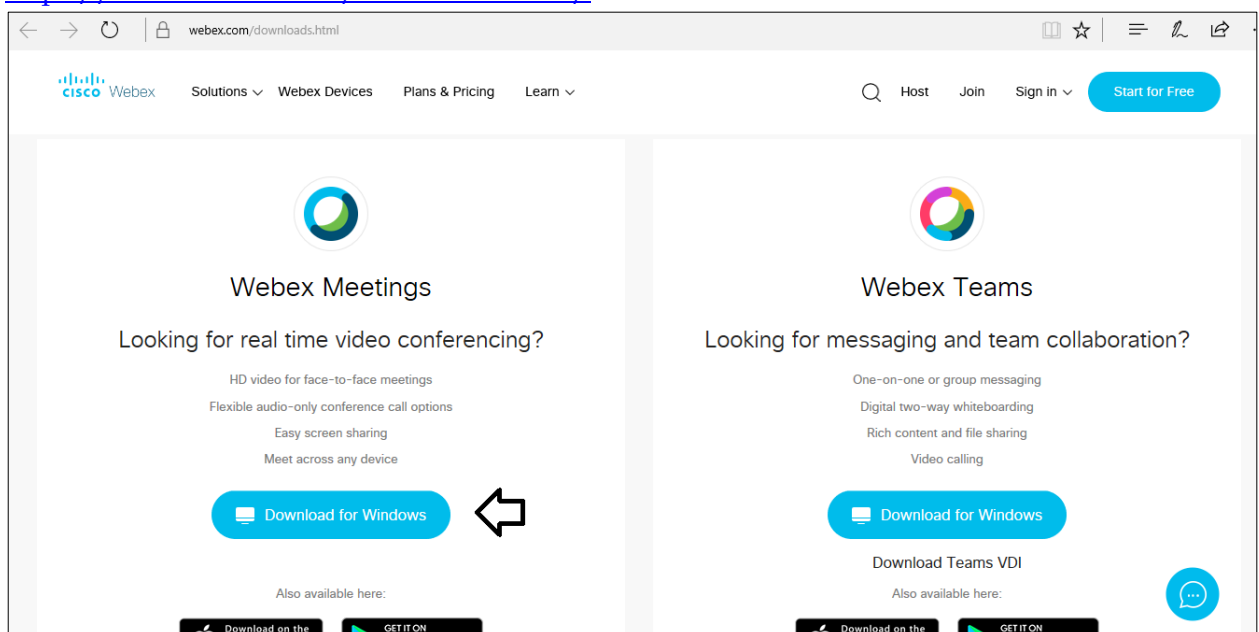 webex.com/downloads.html
CISCO Webex Solutions Webex Devices Plans & Pricing Learn Host Join Sign in Start for Free
Webex Meetings
Looking for real time video conferencing?
HD video for face-to-face meetings
Flexible audio-only conference call options
Easy screen sharing
Meet across any device
Download for Windows
Also available here:
Download on the
GET IT ON
Webex Teams
Looking for messaging and team collaboration?
One-on-one or group messaging
Digital two-way whiteboarding
Rich content and file sharing
Video calling
Download for Windows
Download Teams VDI
Also available here:
Download on the
GET IT ON